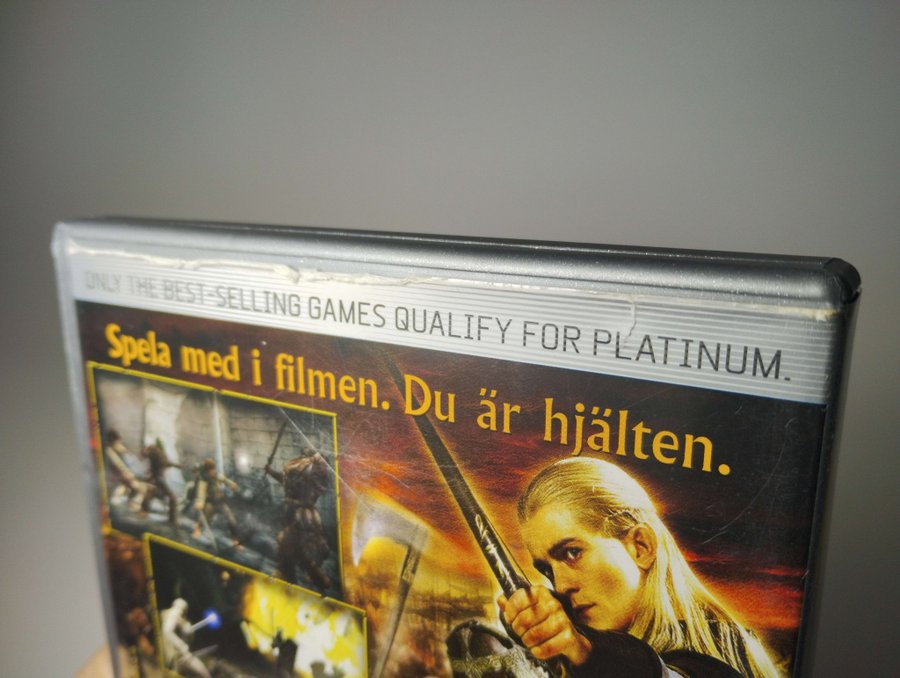 ONLY THE BEST-SELLING GAMES QUALIFY FOR PLATINUM.
Spela med i filmen. Du är hjälten.